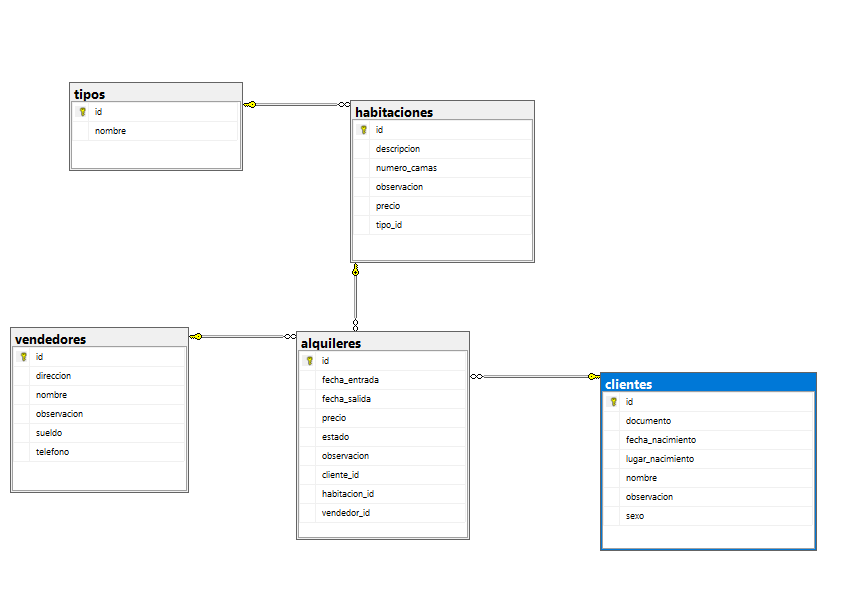 tipos
id
nombre
habitaciones
id
descripcion
numero_camas
observacion
precio
tipo_id
vendedores
id
direccion
nombre
observacion
sueldo
telefono
alquileres
id
fecha_entrada
fecha_salida
precio
estado
observacion
cliente_id
habitacion_id
vendedor_id
clientes
id
documento
fecha_nacimiento
lugar_nacimiento
nombre
observacion
sexo